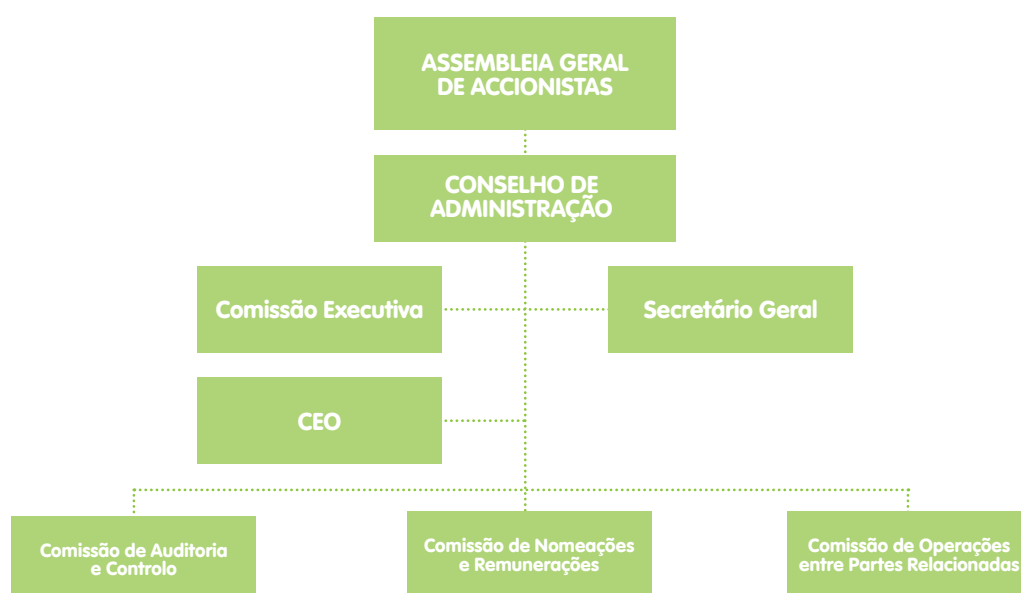 ASSEMBLEIA GERAL
DE ACCIONISTAS
CONSELHO DE
ADMINISTRAÇÃO
Comissão Executiva
Secretário Geral
CEO
Comissão de Auditoria
e Controlo
Comissão de Nomeações
e Remunerações
Comissão de Operações
entre Partes Relacionadas